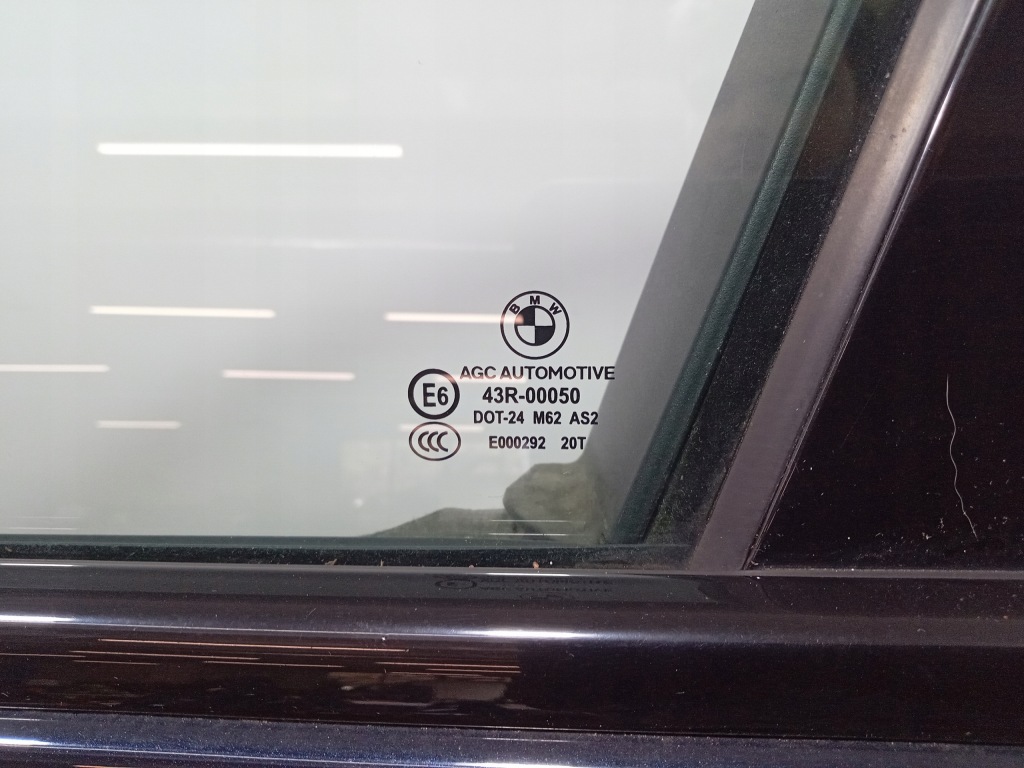 BMW
AGC AUTOMOTIVE
E6 43R-00050
DOT-24 M62 AS2
CCC E000292 20T